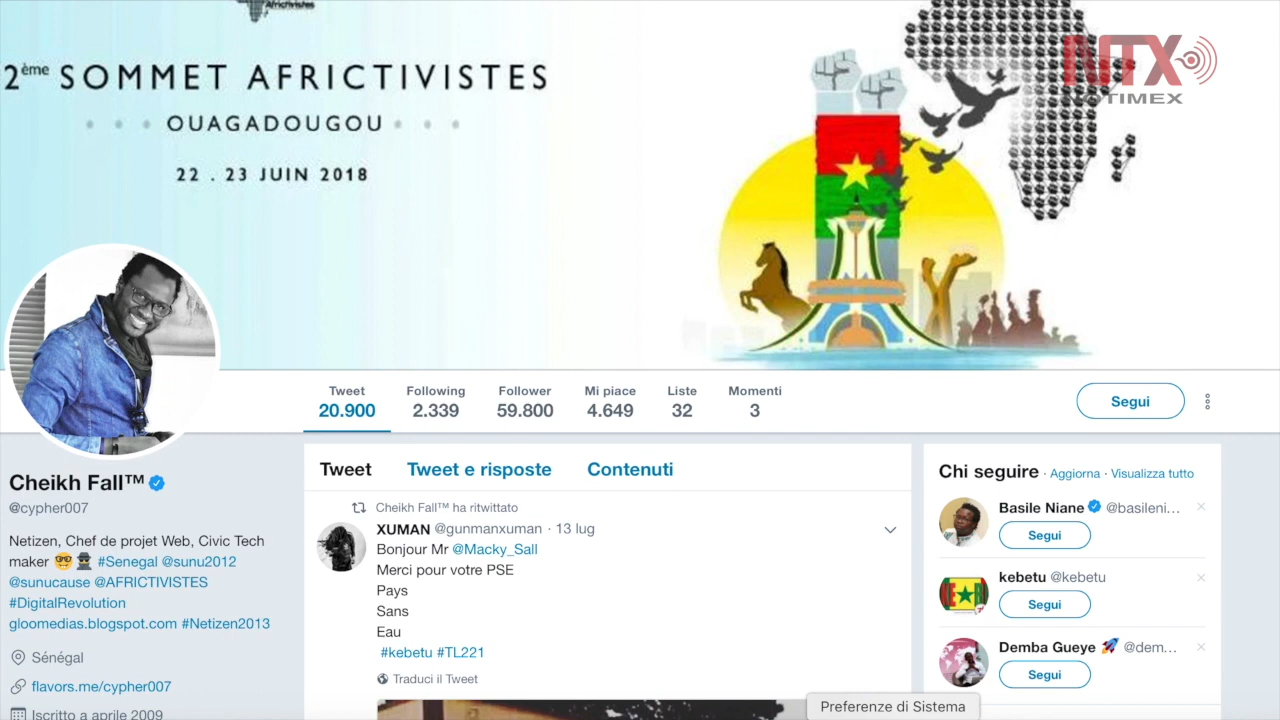 Africtivistes
2ème SOMMET AFRICTIVISTES
OUAGADOUGOU
22 . 23 JUIN 2018
NTX
NOTIMEX
Tweet
20.900
Following
2.339
Follower
59.800
Mi piace
4.649
Liste
32
Momenti
3
Segui
Cheikh Fall™
@cypher007
Netizen, Chef de projet Web, Civic Tech
maker 🤓 🕵 #Senegal @sunu2012
@sunucause @AFRICTIVISTES
#DigitalRevolution
gloomedias.blogspot.com #Netizen2013
Sénégal
flavors.me/cypher007
Iscritto a aprile 2009
Tweet Tweet e risposte Contenuti
Cheikh Fall™ ha ritwittato
XUMAN @gunmanxuman · 13 lug
Bonjour Mr @Macky_Sall
Merci pour votre PSE
Pays
Sans
Eau
#kebetu #TL221
Traduci il Tweet
Chi seguire · Aggiorna · Visualizza tutto
Basile Niane @basileni...
Segui
kebetu @kebetu
Segui
Demba Gueye 🚀 @dem...
Segui
Preferenze di Sistema